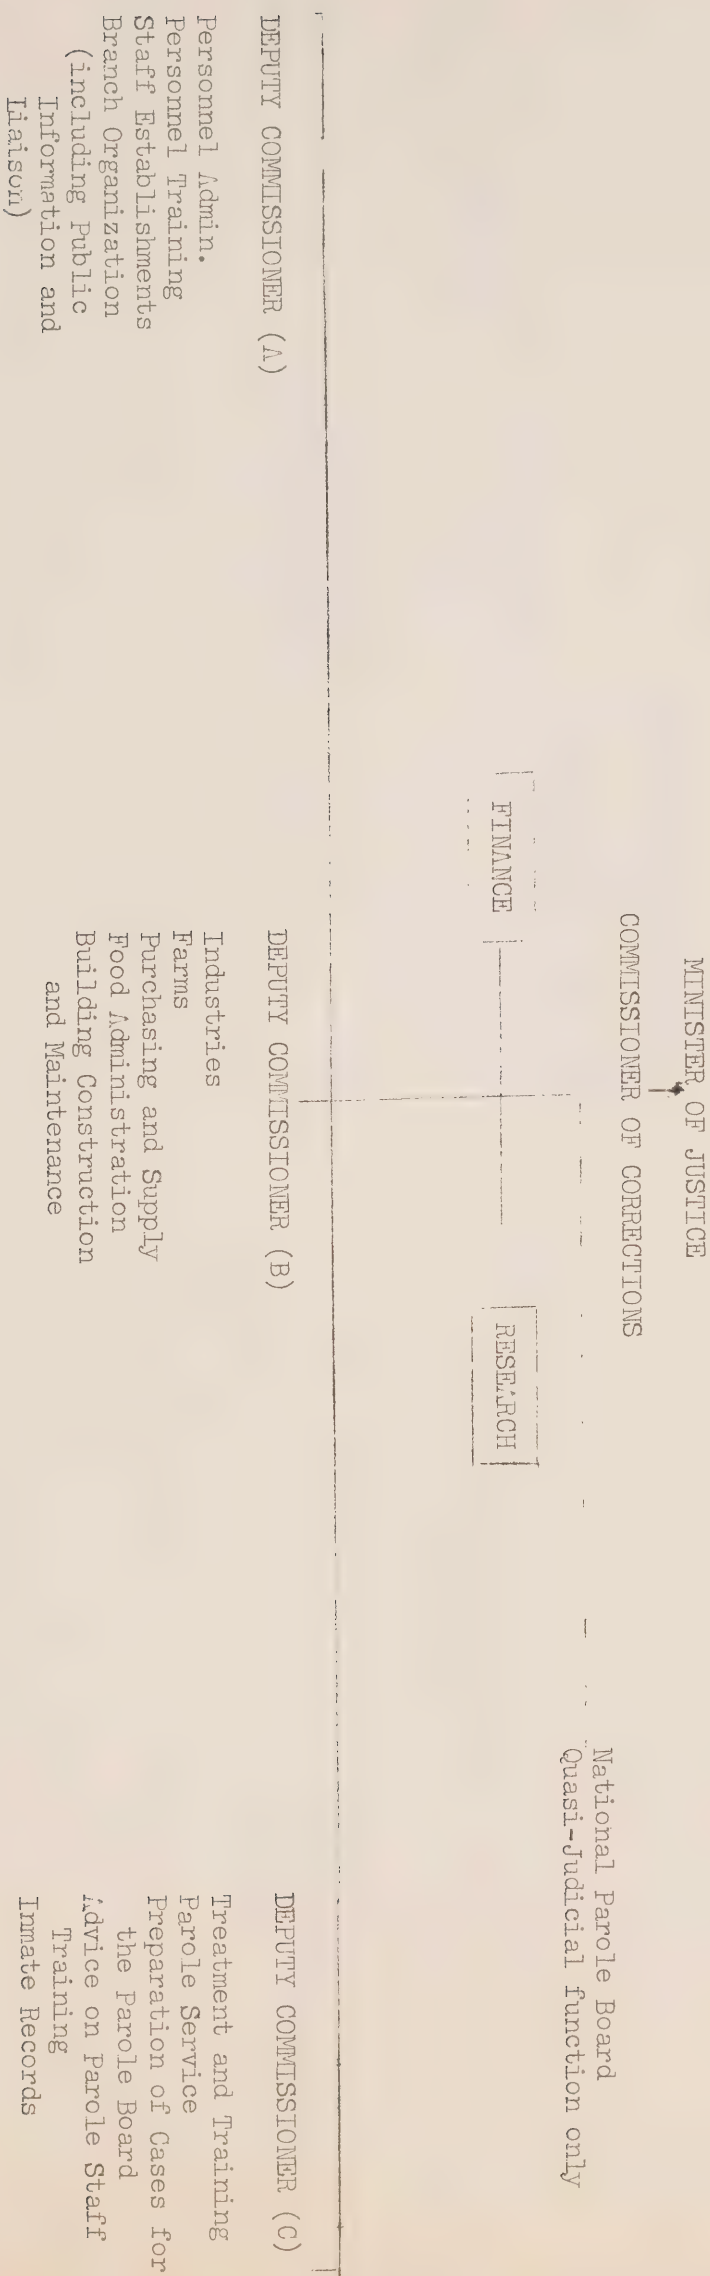 MINISTER OF JUSTICE
COMMISSIONER OF CORRECTIONS
National Parole Board
Quasi-Judicial function only
FINANCE
RESEARCH
DEPUTY COMMISSIONER (A)
Personnel Admin.
Personnel Training
Staff Establishments
Branch Organization
(including Public
Information and
Liaison)
DEPUTY COMMISSIONER (B)
Industries
Farms
Purchasing and Supply
Food Administration
Building Construction
and Maintenance
DEPUTY COMMISSIONER (C)
Treatment and Training
Parole Service
Preparation of Cases for
the Parole Board
Advice on Parole Staff
Training
Inmate Records